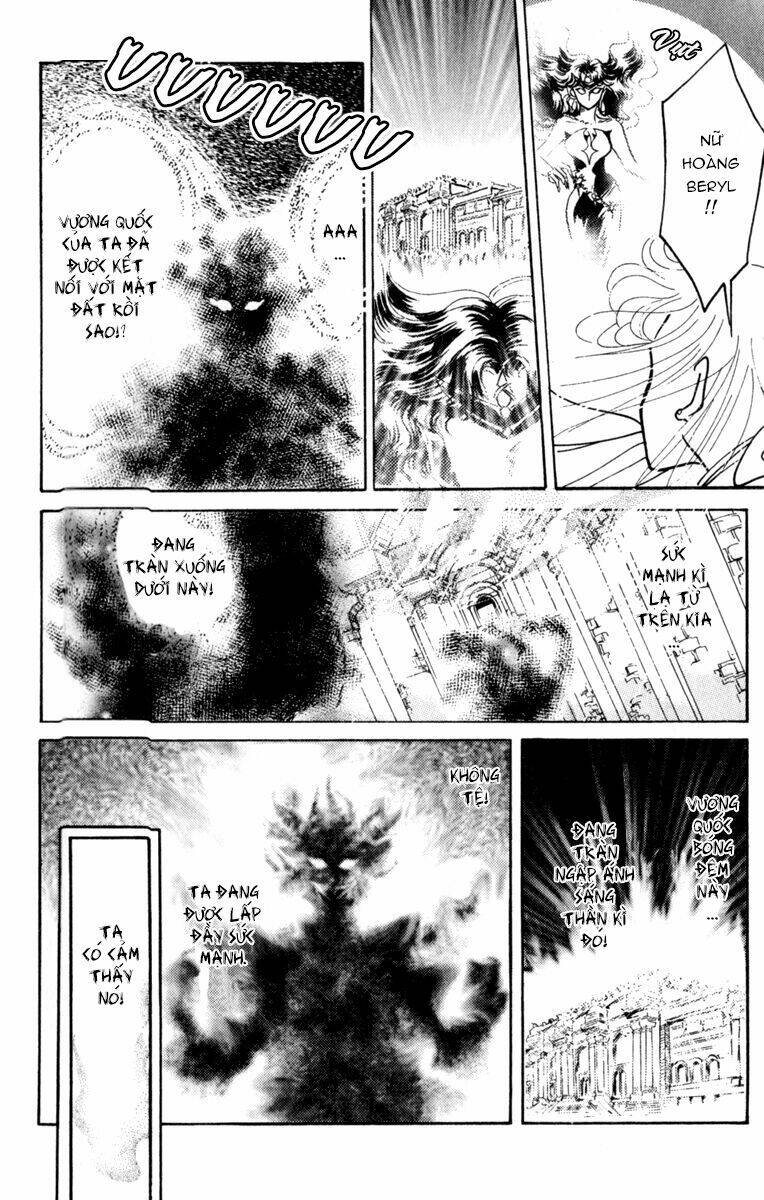 Vụt
NỮ
HOÀNG
BERYL
!!
VVVVVVV
AAA
...
VƯƠNG QUỐC
CỦA TA ĐÃ
ĐƯỢC KẾT
NỐI VỚI MẶT
ĐẤT RỒI
SAO!?
SỨC
MẠNH KÌ
LẠ TỪ
TRÊN KIA
...
ĐANG
TRÀN XUỐNG
DƯỚI NÀY!
VƯƠNG
QUỐC
BÓNG
ĐÊM NÀY
...
ĐANG
TRÀN
NGẬP ÁNH
SÁNG
THẦN KÌ
ĐÓ!
KHÔNG
TỆ!
TA ĐANG
ĐƯỢC LẤP
ĐẦY SỨC
MẠNH.
TA
CÓ CẢM
THẤY
NÓ!